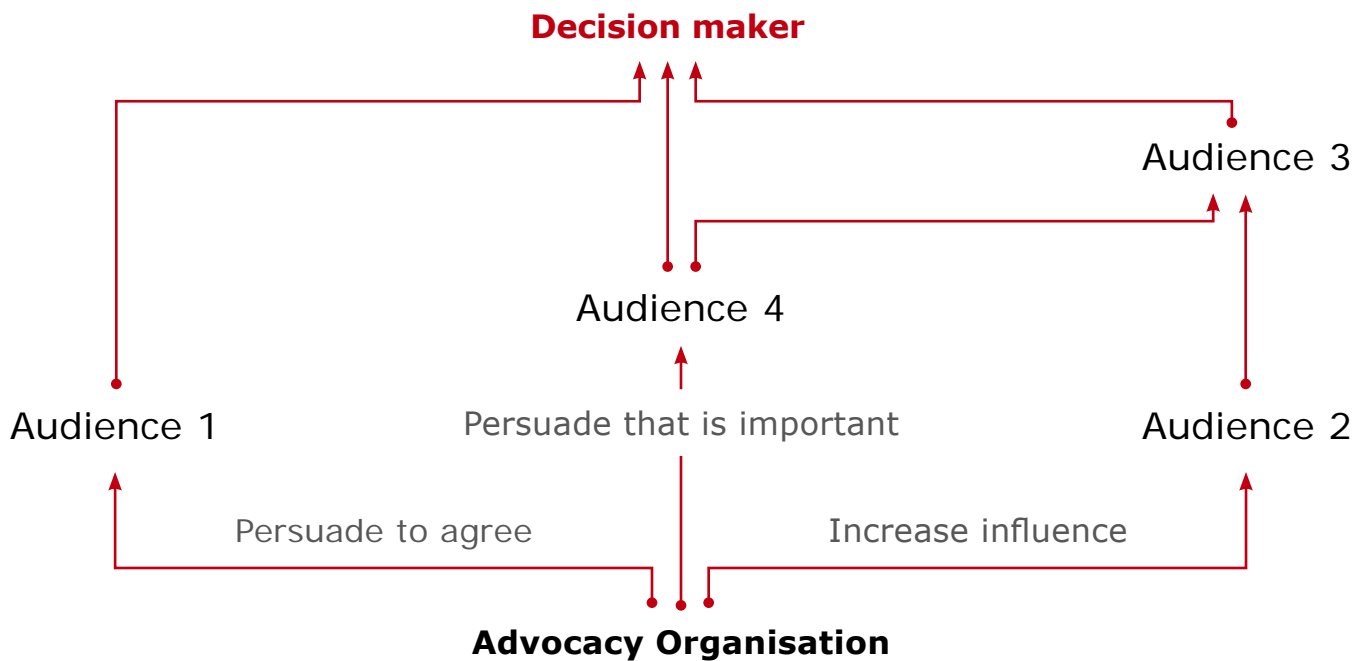 Decision maker
Audience 3
Audience 4
Audience 1
Persuade that is important
Audience 2
Persuade to agree
Increase influence
Advocacy Organisation